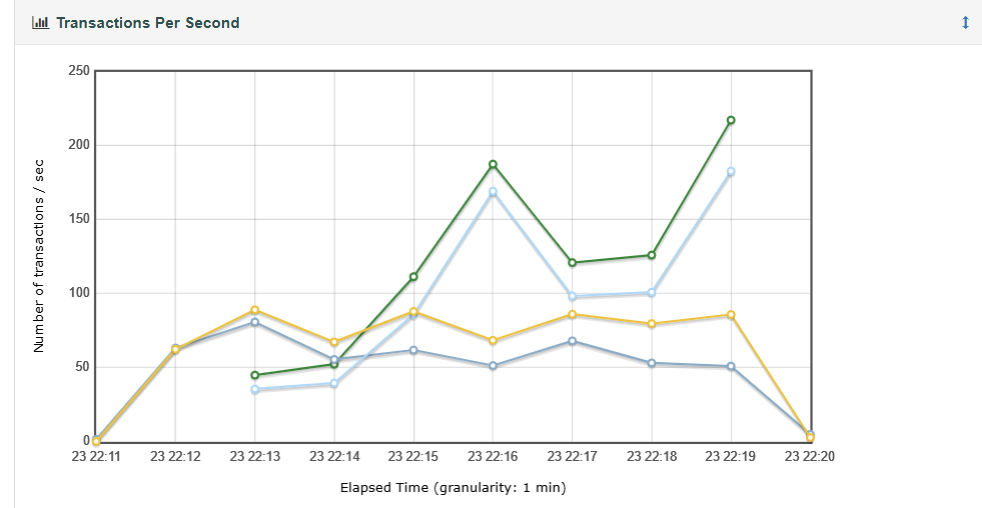 Transactions Per Second
250
200
150
100
50
0
Number of transactions / sec
23 22:11 23 22:12 23 22:13 23 22:14 23 22:15 23 22:16 23 22:17 23 22:18 23 22:19 23 22:20
Elapsed Time (granularity: 1 min)